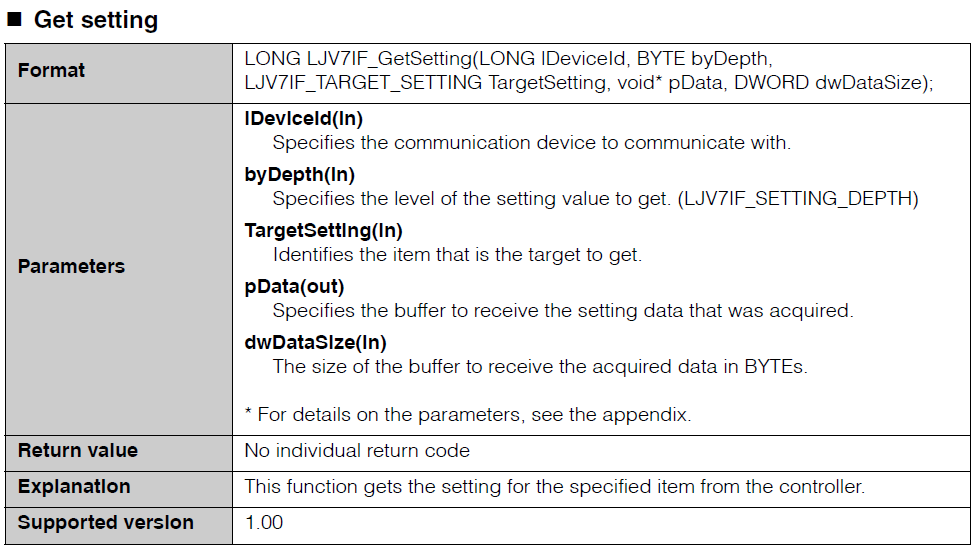 ■ Get setting
Format
LONG LJV7IF_GetSetting(LONG lDeviceId, BYTE byDepth,
LJV7IF_TARGET_SETTING TargetSetting, void* pData, DWORD dwDataSize);
Parameters
lDeviceId(in)
Specifies the communication device to communicate with.
byDepth(in)
Specifies the level of the setting value to get. (LJV7IF_SETTING_DEPTH)
TargetSetting(in)
Identifies the item that is the target to get.
pData(out)
Specifies the buffer to receive the setting data that was acquired.
dwDataSize(in)
The size of the buffer to receive the acquired data in BYTEs.
* For details on the parameters, see the appendix.
Return value
No individual return code
Explanation
This function gets the setting for the specified item from the controller.
Supported version
1.00